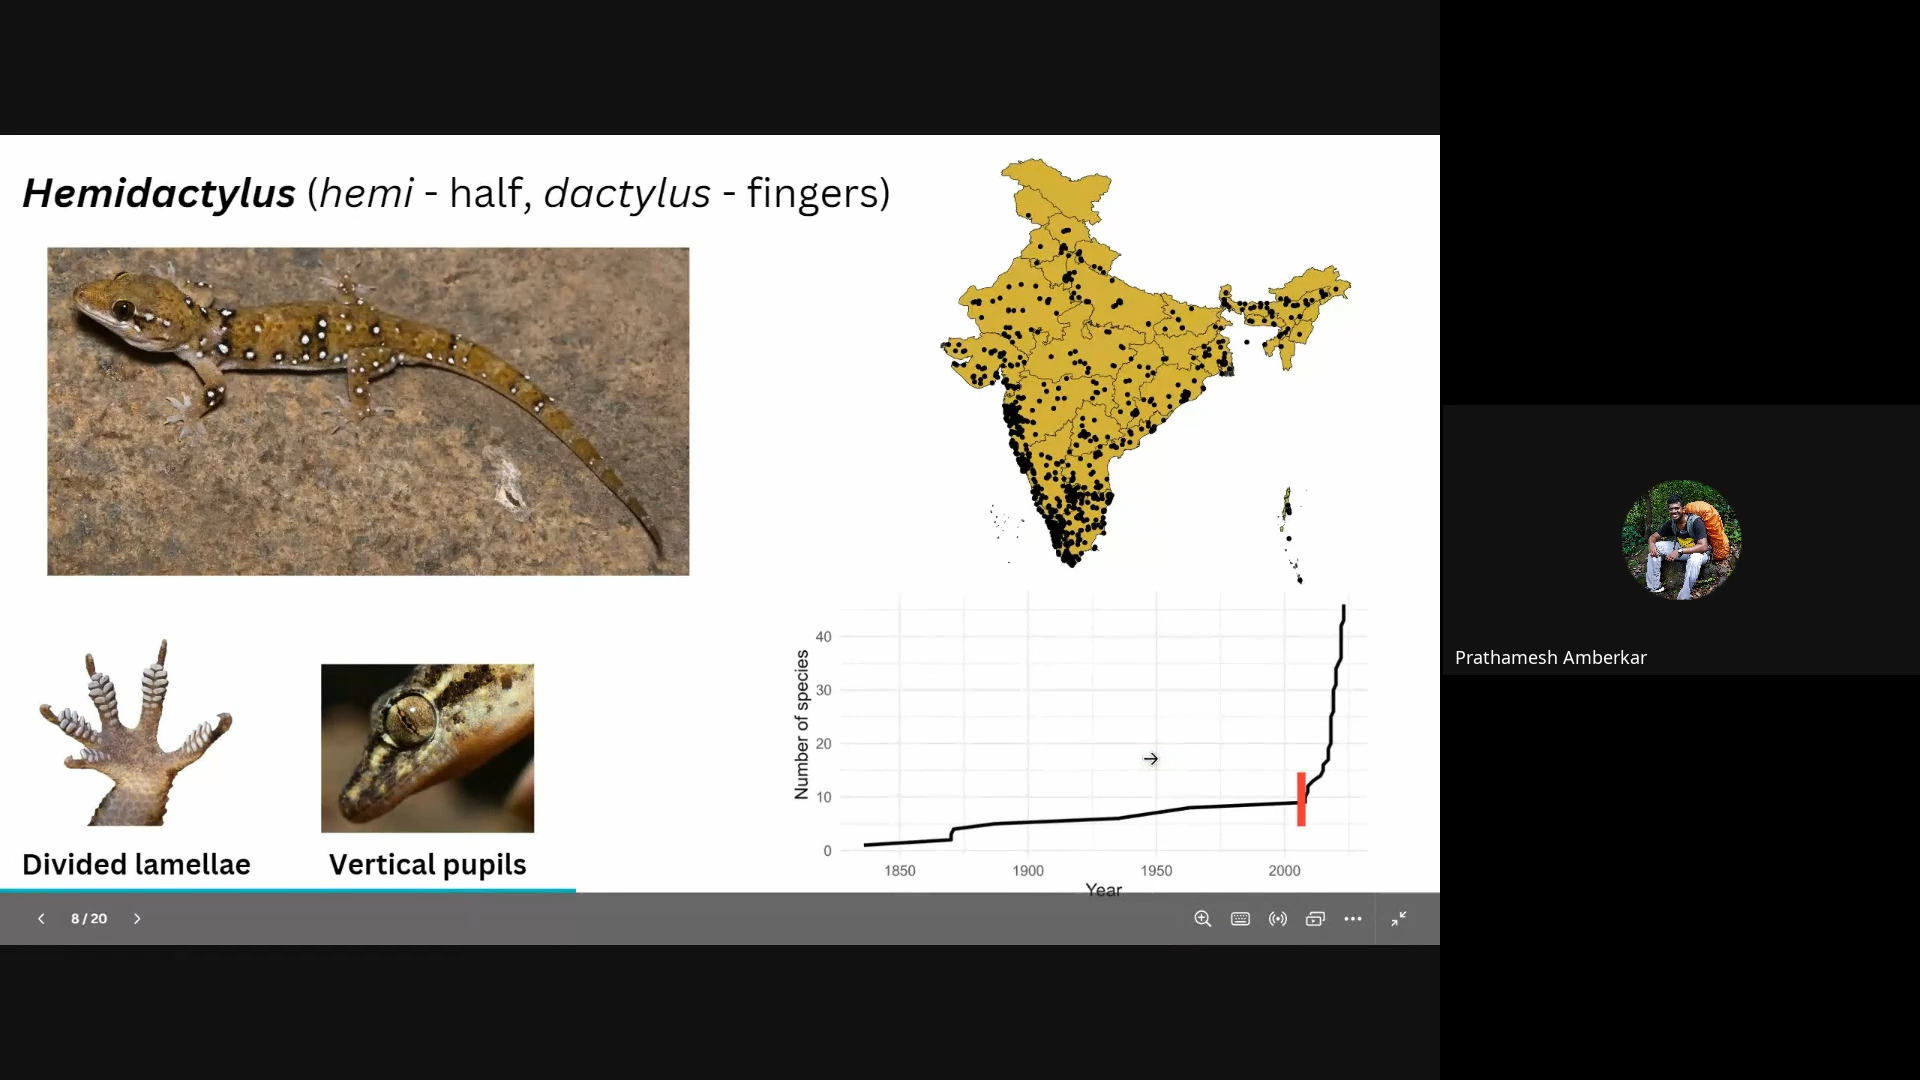 Hemidactylus (hemi - half, dactylus - fingers)
Divided lamellae
Vertical pupils
Number of species
40
30
20
10
0
1850
1900
1950
2000
Year
8 / 20
Prathamesh Amberkar